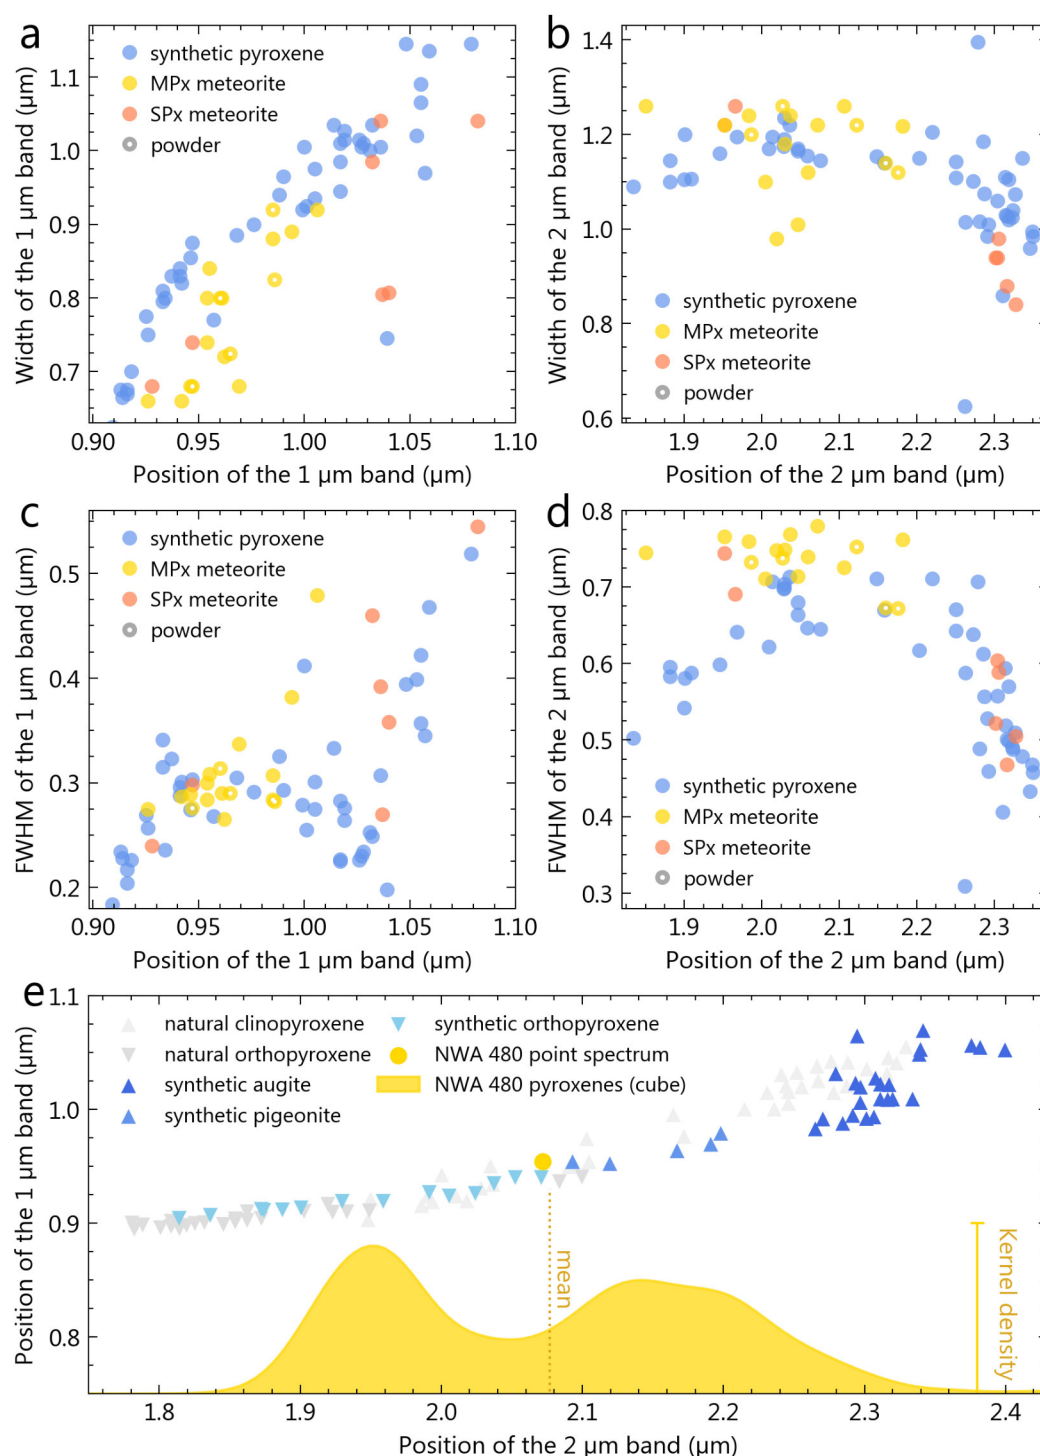 a
synthetic pyroxene
MPx meteorite
SPx meteorite
powder
1.1
1.0
0.9
0.8
0.7
Width of the 1 µm band (µm)
0.90 0.95 1.00 1.05 1.10
Position of the 1 µm band (µm)
b
1.4
1.2
1.0
0.8
0.6
Width of the 2 µm band (µm)
synthetic pyroxene
MPx meteorite
SPx meteorite
powder
1.9 2.0 2.1 2.2 2.3
Position of the 2 µm band (µm)
c
synthetic pyroxene
MPx meteorite
SPx meteorite
powder
0.5
0.4
0.3
0.2
FWHM of the 1 µm band (µm)
0.90 0.95 1.00 1.05 1.10
Position of the 1 µm band (µm)
d
0.8
0.7
0.6
0.5
0.4
0.3
FWHM of the 2 µm band (µm)
synthetic pyroxene
MPx meteorite
SPx meteorite
powder
1.9 2.0 2.1 2.2 2.3
Position of the 2 µm band (µm)
e
1.1
1.0
0.9
0.8
Position of the 1 µm band (µm)
natural clinopyroxene
natural orthopyroxene
synthetic augite
synthetic pigeonite
synthetic orthopyroxene
NWA 480 point spectrum
NWA 480 pyroxenes (cube)
mean
Kernel density
1.8 1.9 2.0 2.1 2.2 2.3 2.4
Position of the 2 µm band (µm)